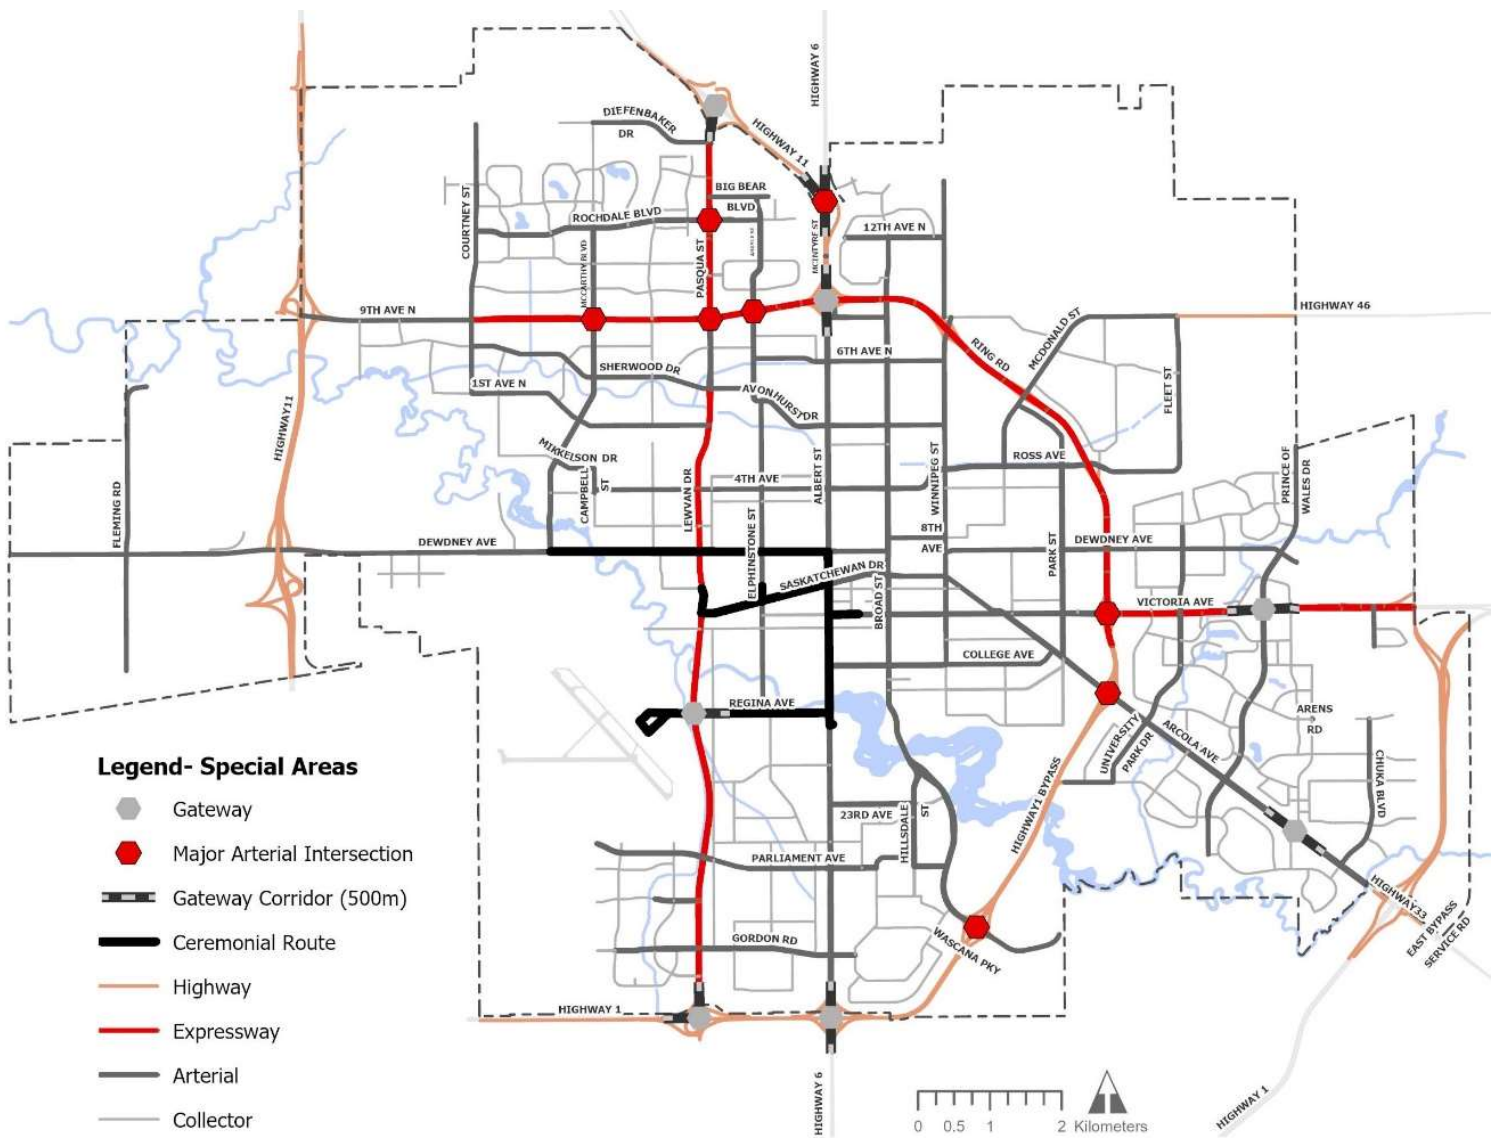 HIGHWAY 6
DIEFENBAKER
DR
HIGHWAY 11
BIG BEAR
BLVD
ROCHDALE BLVD
COURTNEY ST
MCCARTHY BLVD
PASQUA ST
MCINTYRE ST
12TH AVE N
9TH AVE N
HIGHWAY 46
MCDONALD ST
RING RD
6TH AVE N
SHERWOOD DR
1ST AVE N
AVONHURST DR
FLEET ST
HIGHWAY11
MIKKELSON DR
CAMPBELL
ST
4TH AVE
LEWVAN DR
ALBERT ST
WINNIPEG ST
ROSS AVE
PRINCE OF
WALES DR
FLEMING RD
DEWDNEY AVE
ELPHINSTONE ST
8TH
AVE
PARK ST
DEWDNEY AVE
SASKATCHEWAN DR
BROAD ST
VICTORIA AVE
COLLEGE AVE
REGINA AVE
ARENS
RD
UNIVERSITY
PARK DR
ARCOLA AVE
CHUKA BLVD
HIGHWAY1 BYPASS
23RD AVE
HILLSDALE
ST
PARLIAMENT AVE
GORDON RD
WASCANA PKY
HIGHWAY33
EAST BYPASS
SERVICE RD
HIGHWAY 1
HIGHWAY 6
HIGHWAY 1
Legend- Special Areas
Gateway
Major Arterial Intersection
Gateway Corridor (500m)
Ceremonial Route
Highway
Expressway
Arterial
Collector
0 0.5 1 2 Kilometers